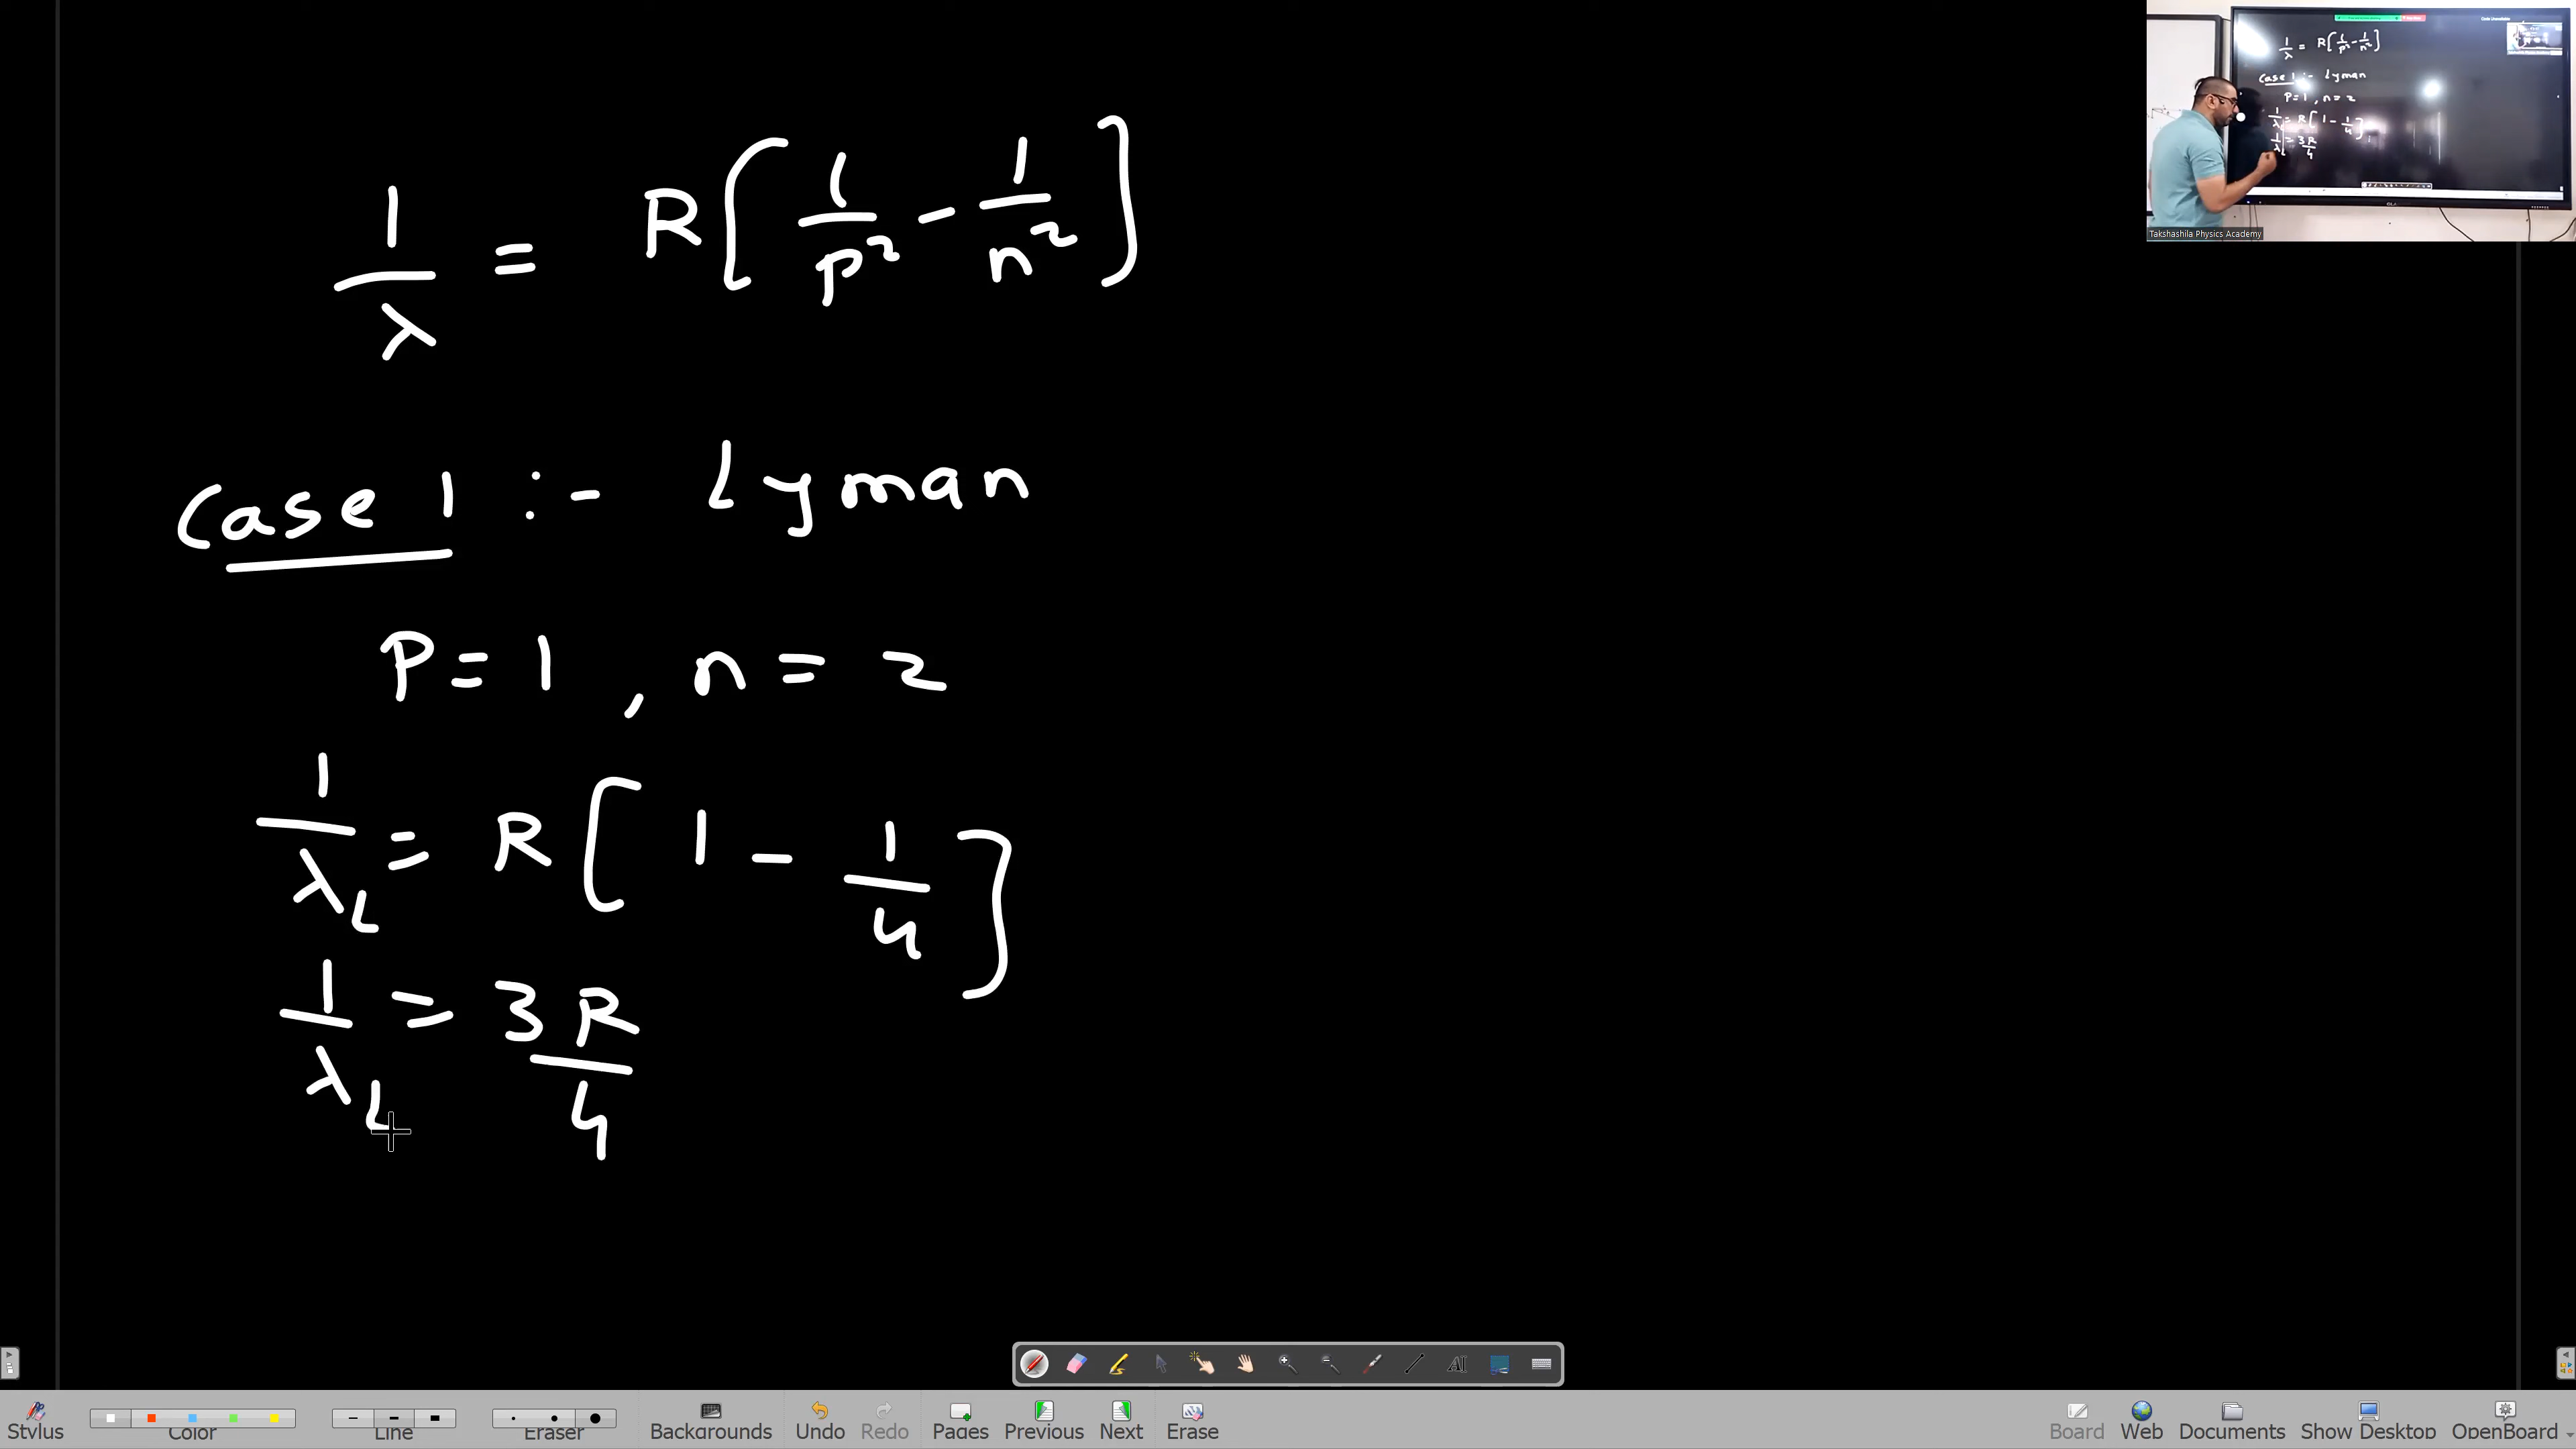 1/λ = R[1/p² - 1/n²]
Case 1 :- Lyman
P = 1 , n = 2
1/λL = R[1 - 1/4]
1/λL = 3R/4
Takshashila Physics Academy
Stylus Color Line Eraser Backgrounds Undo Redo Pages Previous Next Erase Board Web Documents Show Desktop OpenBoard